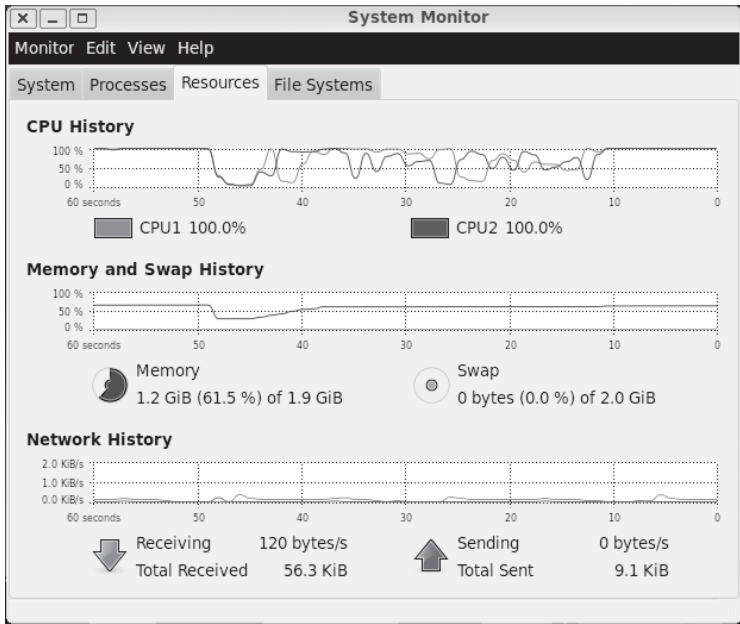 System Monitor
Monitor Edit View Help
System Processes Resources File Systems
CPU History
100 %
50 %
0 %
60 seconds 50 40 30 20 10 0
CPU1 100.0% CPU2 100.0%
Memory and Swap History
100 %
50 %
0 %
60 seconds 50 40 30 20 10 0
Memory Swap
1.2 GiB (61.5 %) of 1.9 GiB 0 bytes (0.0 %) of 2.0 GiB
Network History
2.0 KiB/s
1.0 KiB/s
0.0 KiB/s
60 seconds 50 40 30 20 10 0
Receiving 120 bytes/s Sending 0 bytes/s
Total Received 56.3 KiB Total Sent 9.1 KiB